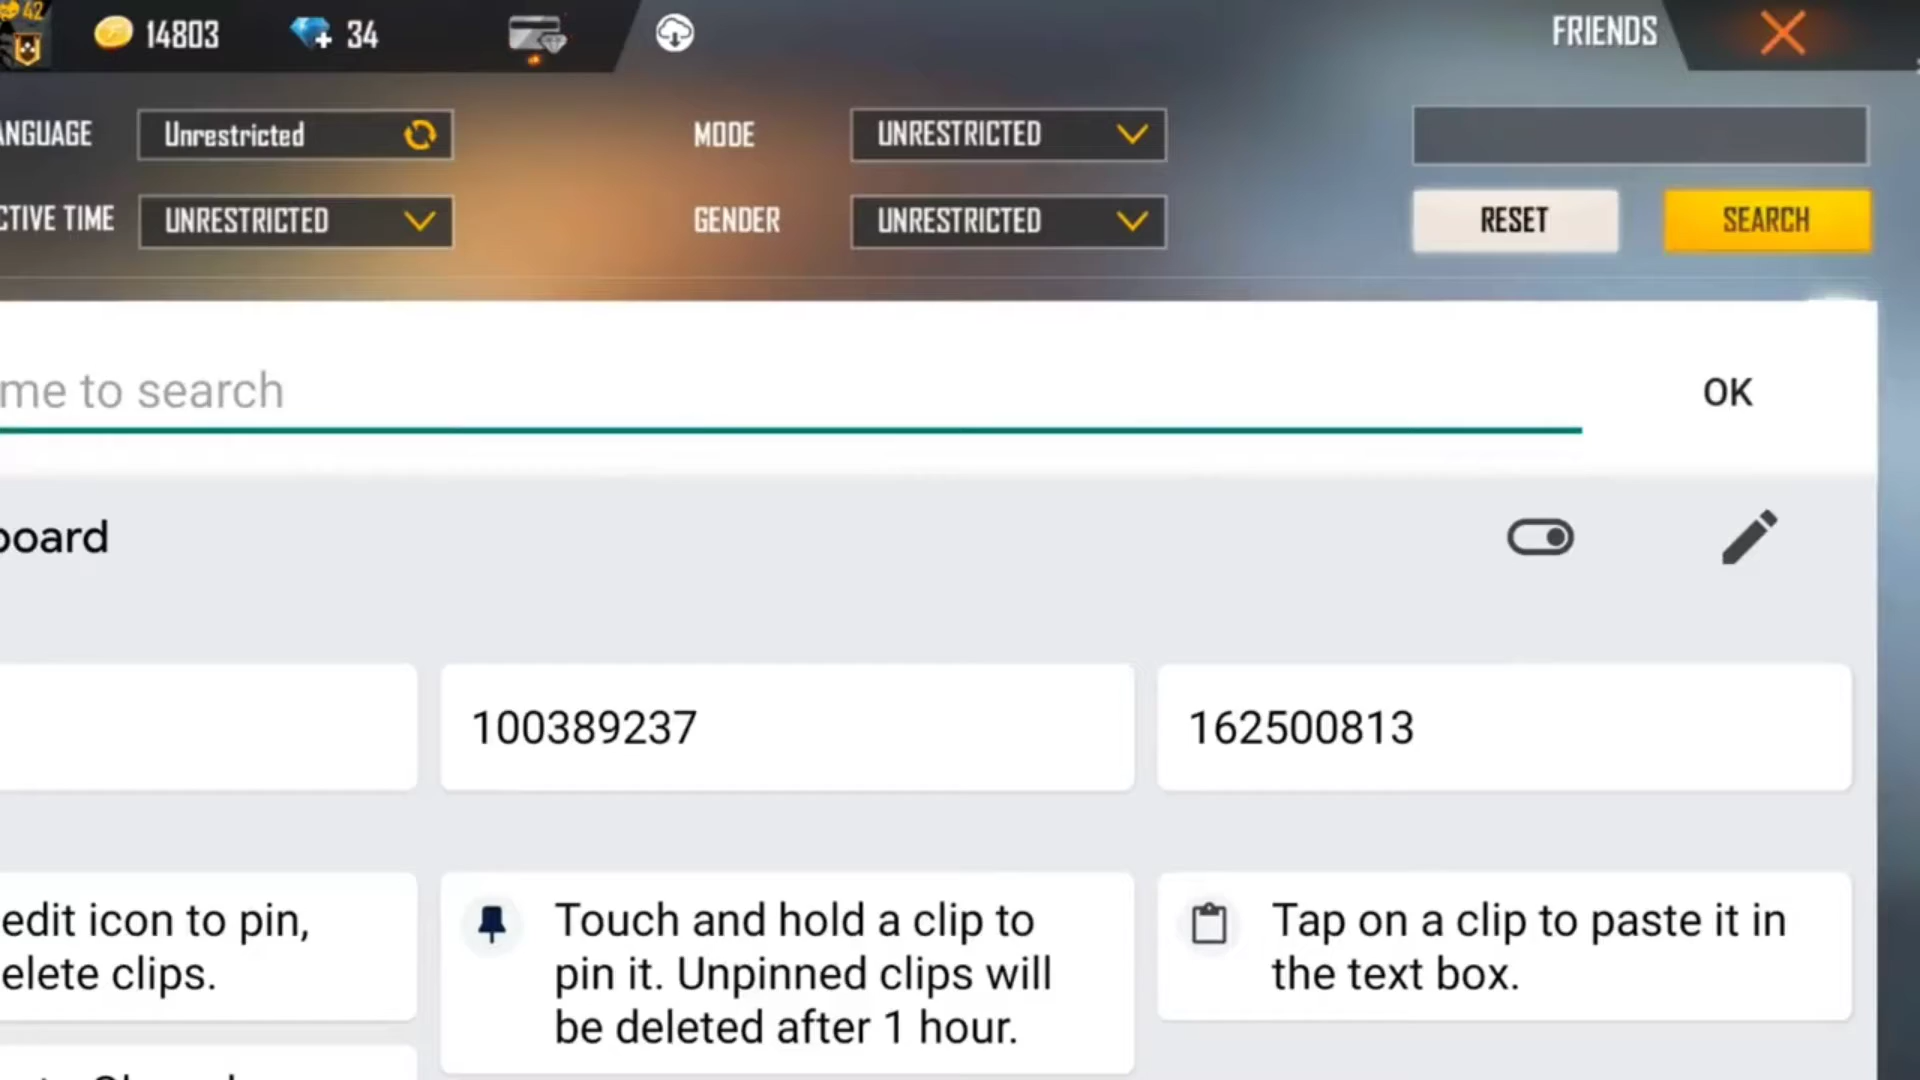 42
14803
34
FRIENDS
ANGUAGE
Unrestricted
MODE
UNRESTRICTED
CTIVE TIME
UNRESTRICTED
GENDER
UNRESTRICTED
RESET
SEARCH
me to search
OK
board
100389237
162500813
edit icon to pin,
elete clips.
Touch and hold a clip to
pin it. Unpinned clips will
be deleted after 1 hour.
Tap on a clip to paste it in
the text box.